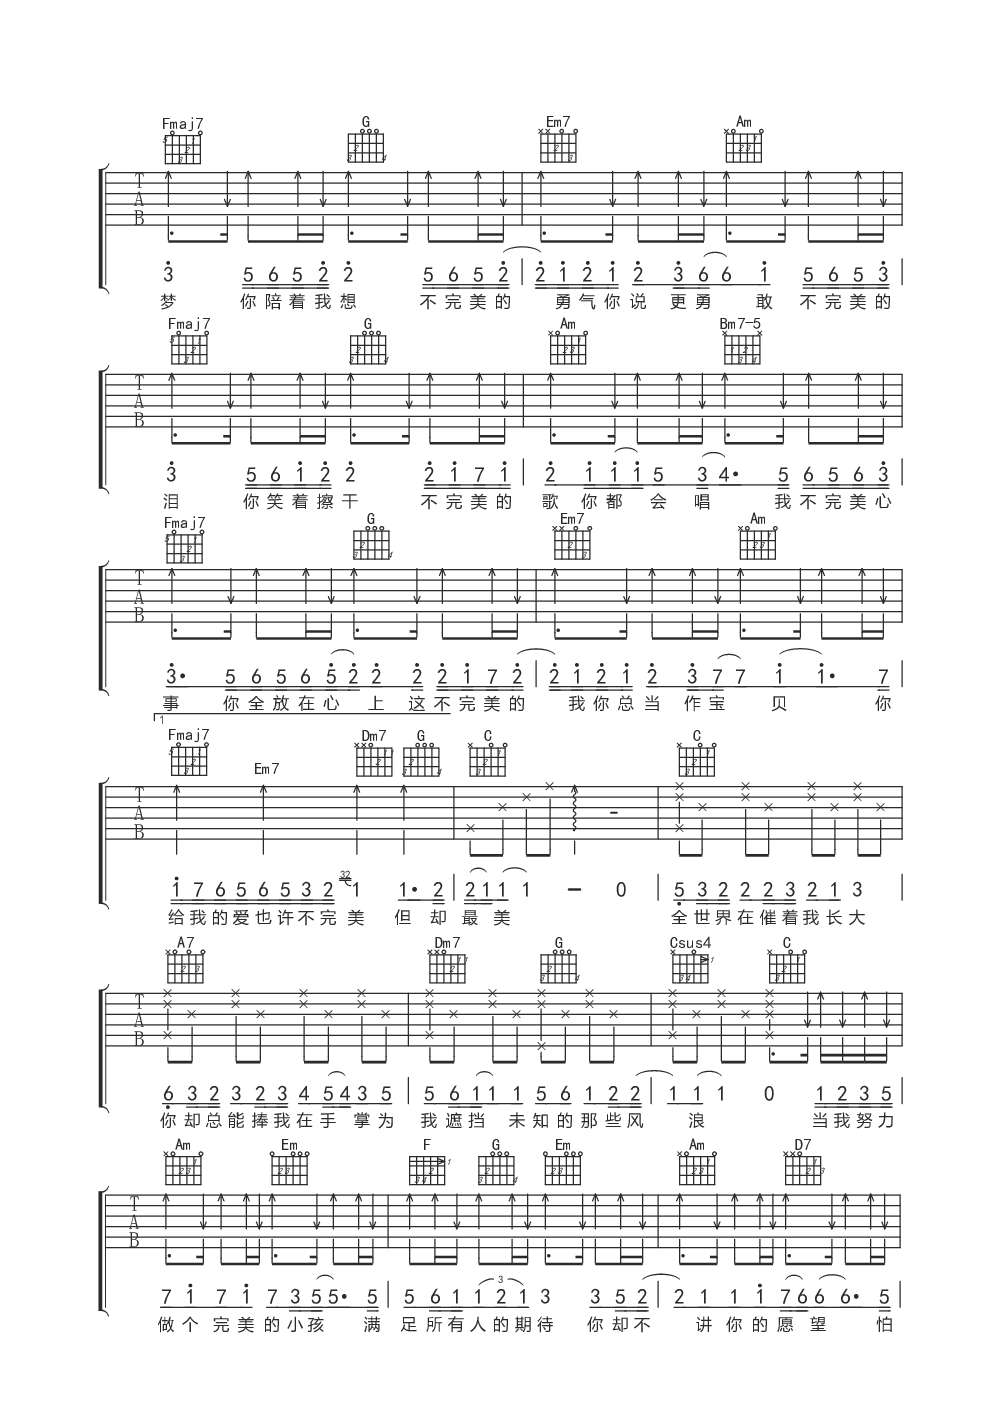 Fmaj7 G Em7 Am
T A B
3 5 6 5 2 2 5 6 5 2 2 1 2 1 2 3 6 6 1 5 6 5 3
梦 你陪着我想 不完美的 勇气你说 更勇 敢 不完美的
Fmaj7 G Am Bm7-5
T A B
3 5 6 1 2 2 2 1 7 1 2 1 1 1 5 3 4· 5 6 5 6 3
泪 你笑着擦干 不完美的 歌 你都 会 唱 我不完美心
Fmaj7 G Em7 Am
T A B
3· 5 6 5 6 5 2 2 2 2 1 7 2 2 1 2 1 2 3 7 7 1 1· 7
事 你全放在心 上 这不完美的 我你总当 作宝 贝 你
1
Fmaj7 Em7 Dm7 G C C
T A B
1 7 6 5 6 5 3 2 32 1 1· 2 2 1 1 1 – 0 5 3 2 2 2 3 2 1 3
给我的爱也许不完 美 但 却 最 美 全世界在催着我长大
A7 Dm7 G Csus4 C
T A B
6 3 2 3 2 3 4 5 4 3 5 5 6 1 1 1 5 6 1 2 2 1 1 1 0 1 2 3 5
你却总能捧我在手 掌为 我遮挡 未知的那些风 浪 当我努力
Am Em F G Em Am D7
T A B
7 1 7 1 7 3 5 5· 5 5 6 1 1 2 1 3 3 5 2 2 1 1 1 7 6 6 6· 5
做个 完美的小孩 满 足所有人的期待 你却不 讲你的愿望 怕